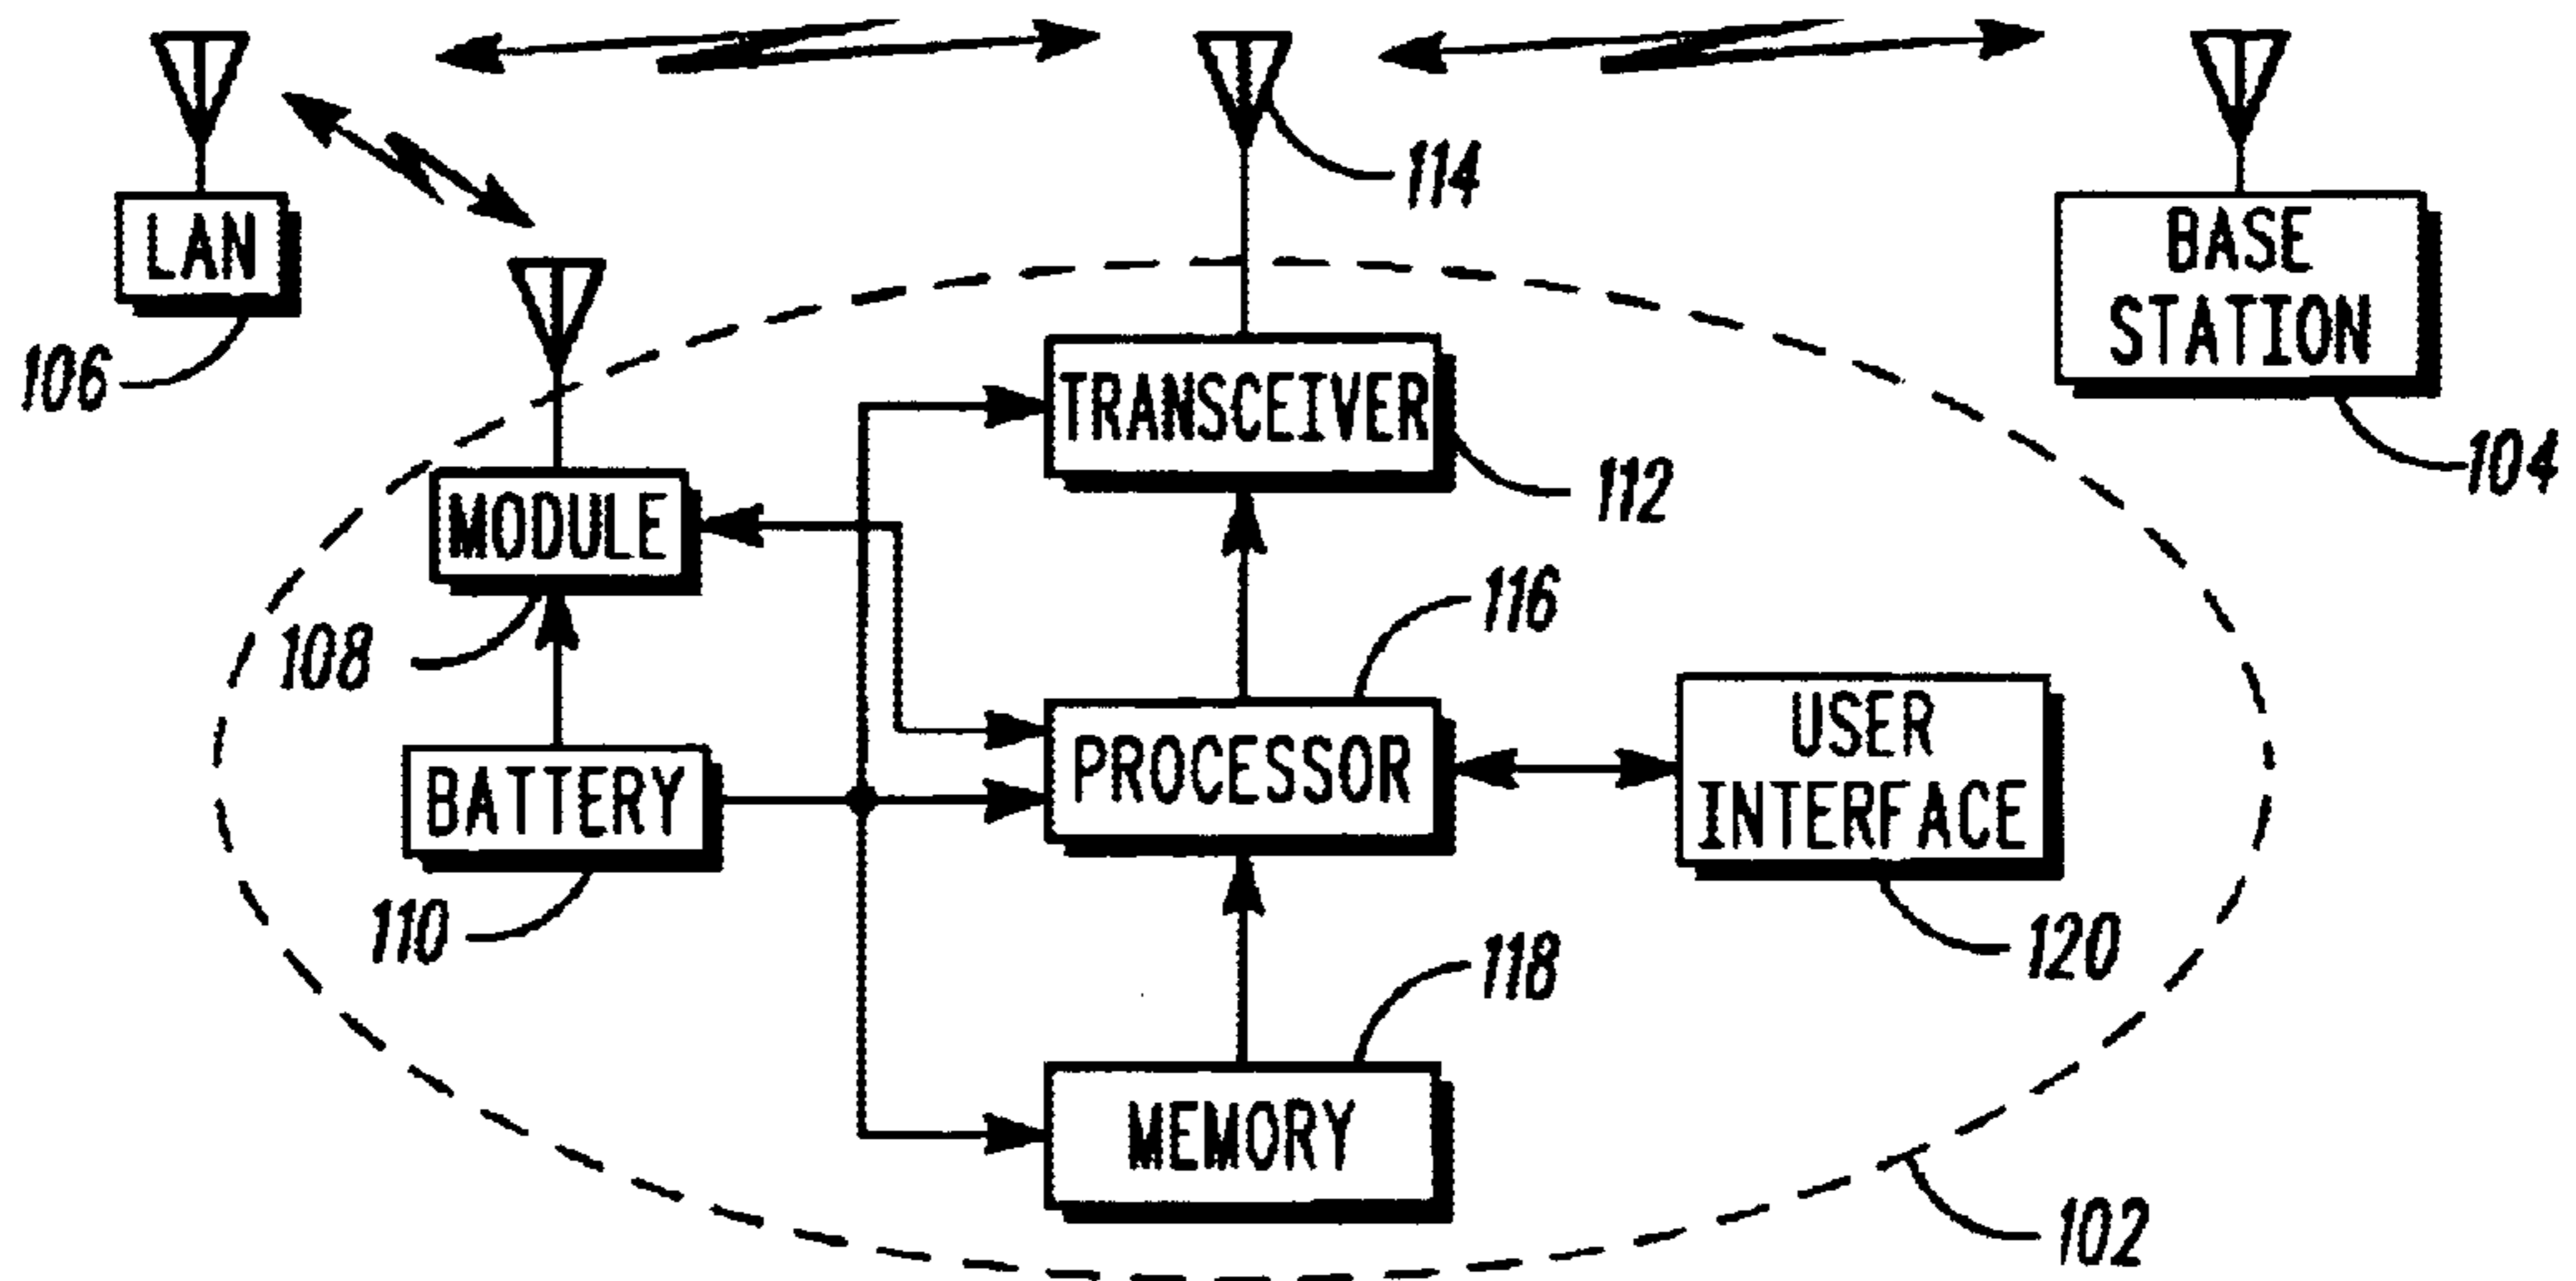 114
LAN
BASE
STATION
106
TRANSCEIVER
104
MODULE
112
116
108
USER
INTERFACE
PROCESSOR
BATTERY
110
120
118
MEMORY
102